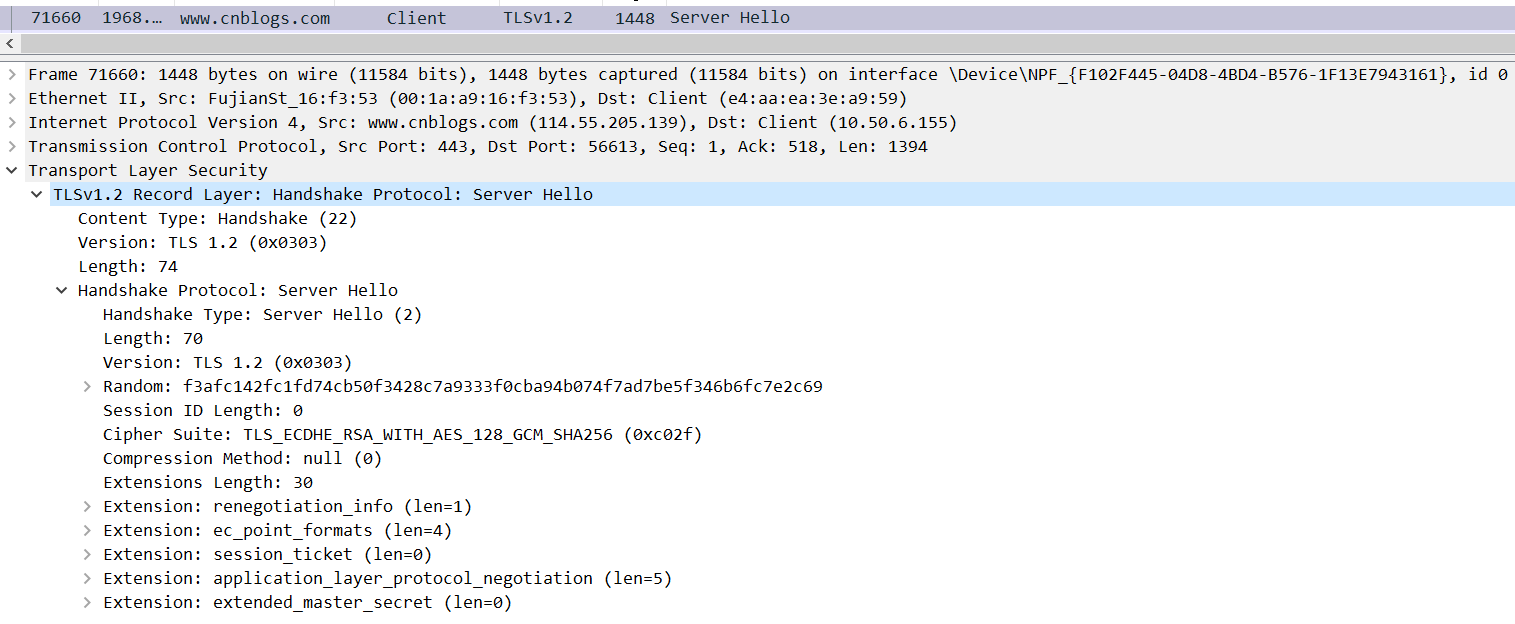 71660 1968.… www.cnblogs.com Client TLSv1.2 1448 Server Hello
Frame 71660: 1448 bytes on wire (11584 bits), 1448 bytes captured (11584 bits) on interface \Device\NPF_{F102F445-04D8-4BD4-B576-1F13E7943161}, id 0
Ethernet II, Src: FujianSt_16:f3:53 (00:1a:a9:16:f3:53), Dst: Client (e4:aa:ea:3e:a9:59)
Internet Protocol Version 4, Src: www.cnblogs.com (114.55.205.139), Dst: Client (10.50.6.155)
Transmission Control Protocol, Src Port: 443, Dst Port: 56613, Seq: 1, Ack: 518, Len: 1394
Transport Layer Security
TLSv1.2 Record Layer: Handshake Protocol: Server Hello
Content Type: Handshake (22)
Version: TLS 1.2 (0x0303)
Length: 74
Handshake Protocol: Server Hello
Handshake Type: Server Hello (2)
Length: 70
Version: TLS 1.2 (0x0303)
Random: f3afc142fc1fd74cb50f3428c7a9333f0cba94b074f7ad7be5f346b6fc7e2c69
Session ID Length: 0
Cipher Suite: TLS_ECDHE_RSA_WITH_AES_128_GCM_SHA256 (0xc02f)
Compression Method: null (0)
Extensions Length: 30
Extension: renegotiation_info (len=1)
Extension: ec_point_formats (len=4)
Extension: session_ticket (len=0)
Extension: application_layer_protocol_negotiation (len=5)
Extension: extended_master_secret (len=0)